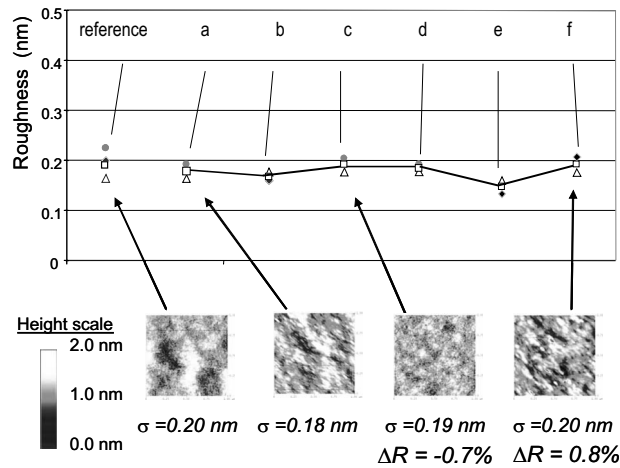 Roughness (nm)
0.5
0.4
0.3
0.2
0.1
0
reference a b c d e f
Height scale
2.0 nm
1.0 nm
0.0 nm
σ =0.20 nm σ =0.18 nm σ =0.19 nm σ =0.20 nm
ΔR = -0.7% ΔR = 0.8%